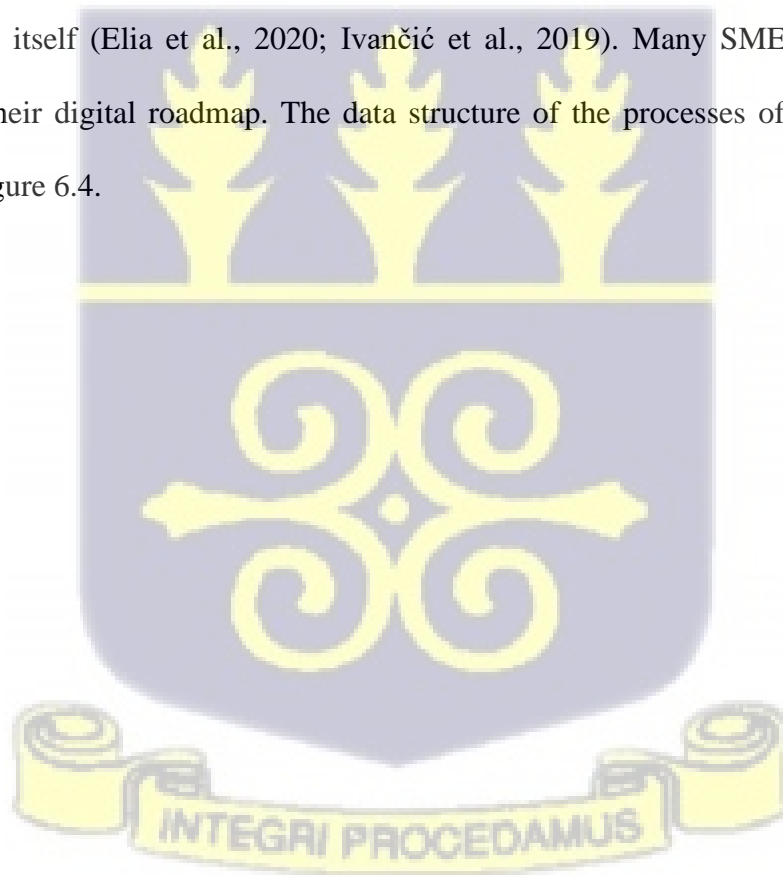 itself (Elia et al., 2020; Ivančić et al., 2019). Many SME
heir digital roadmap. The data structure of the processes of
gure 6.4.
INTEGRI PROCEDAMUS